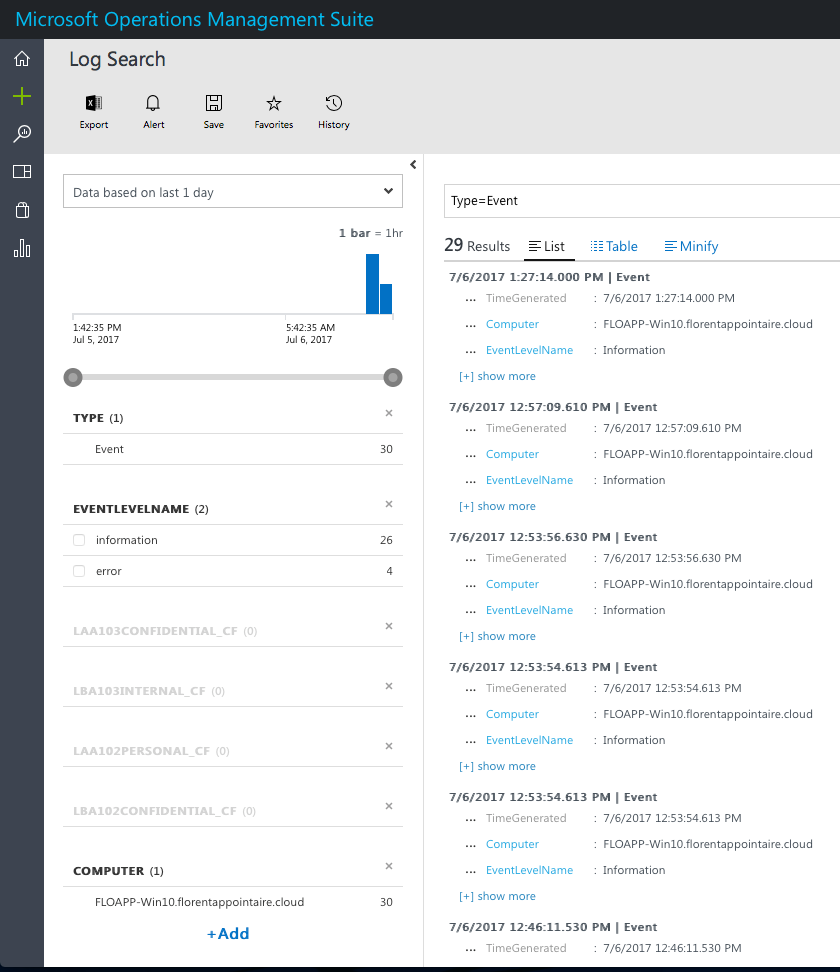 Microsoft Operations Management Suite
Log Search
Export Alert Save Favorites History
Data based on last 1 day
1 bar = 1hr
1:42:35 PM 5:42:35 AM
Jul 5, 2017 Jul 6, 2017
TYPE (1)
Event 30
EVENTLEVELNAME (2)
information 26
error 4
LAA103CONFIDENTIAL_CF (0)
LBA103INTERNAL_CF (0)
LAA102PERSONAL_CF (0)
LBA102CONFIDENTIAL_CF (0)
COMPUTER (1)
FLOAPP-Win10.florentappointaire.cloud 30
+Add
Type=Event
29 Results List Table Minify
7/6/2017 1:27:14.000 PM | Event
... TimeGenerated : 7/6/2017 1:27:14.000 PM
... Computer : FLOAPP-Win10.florentappointaire.cloud
... EventLevelName : Information
[+] show more
7/6/2017 12:57:09.610 PM | Event
... TimeGenerated : 7/6/2017 12:57:09.610 PM
... Computer : FLOAPP-Win10.florentappointaire.cloud
... EventLevelName : Information
[+] show more
7/6/2017 12:53:56.630 PM | Event
... TimeGenerated : 7/6/2017 12:53:56.630 PM
... Computer : FLOAPP-Win10.florentappointaire.cloud
... EventLevelName : Information
[+] show more
7/6/2017 12:53:54.613 PM | Event
... TimeGenerated : 7/6/2017 12:53:54.613 PM
... Computer : FLOAPP-Win10.florentappointaire.cloud
... EventLevelName : Information
[+] show more
7/6/2017 12:53:54.613 PM | Event
... TimeGenerated : 7/6/2017 12:53:54.613 PM
... Computer : FLOAPP-Win10.florentappointaire.cloud
... EventLevelName : Information
[+] show more
7/6/2017 12:46:11.530 PM | Event
... TimeGenerated : 7/6/2017 12:46:11.530 PM